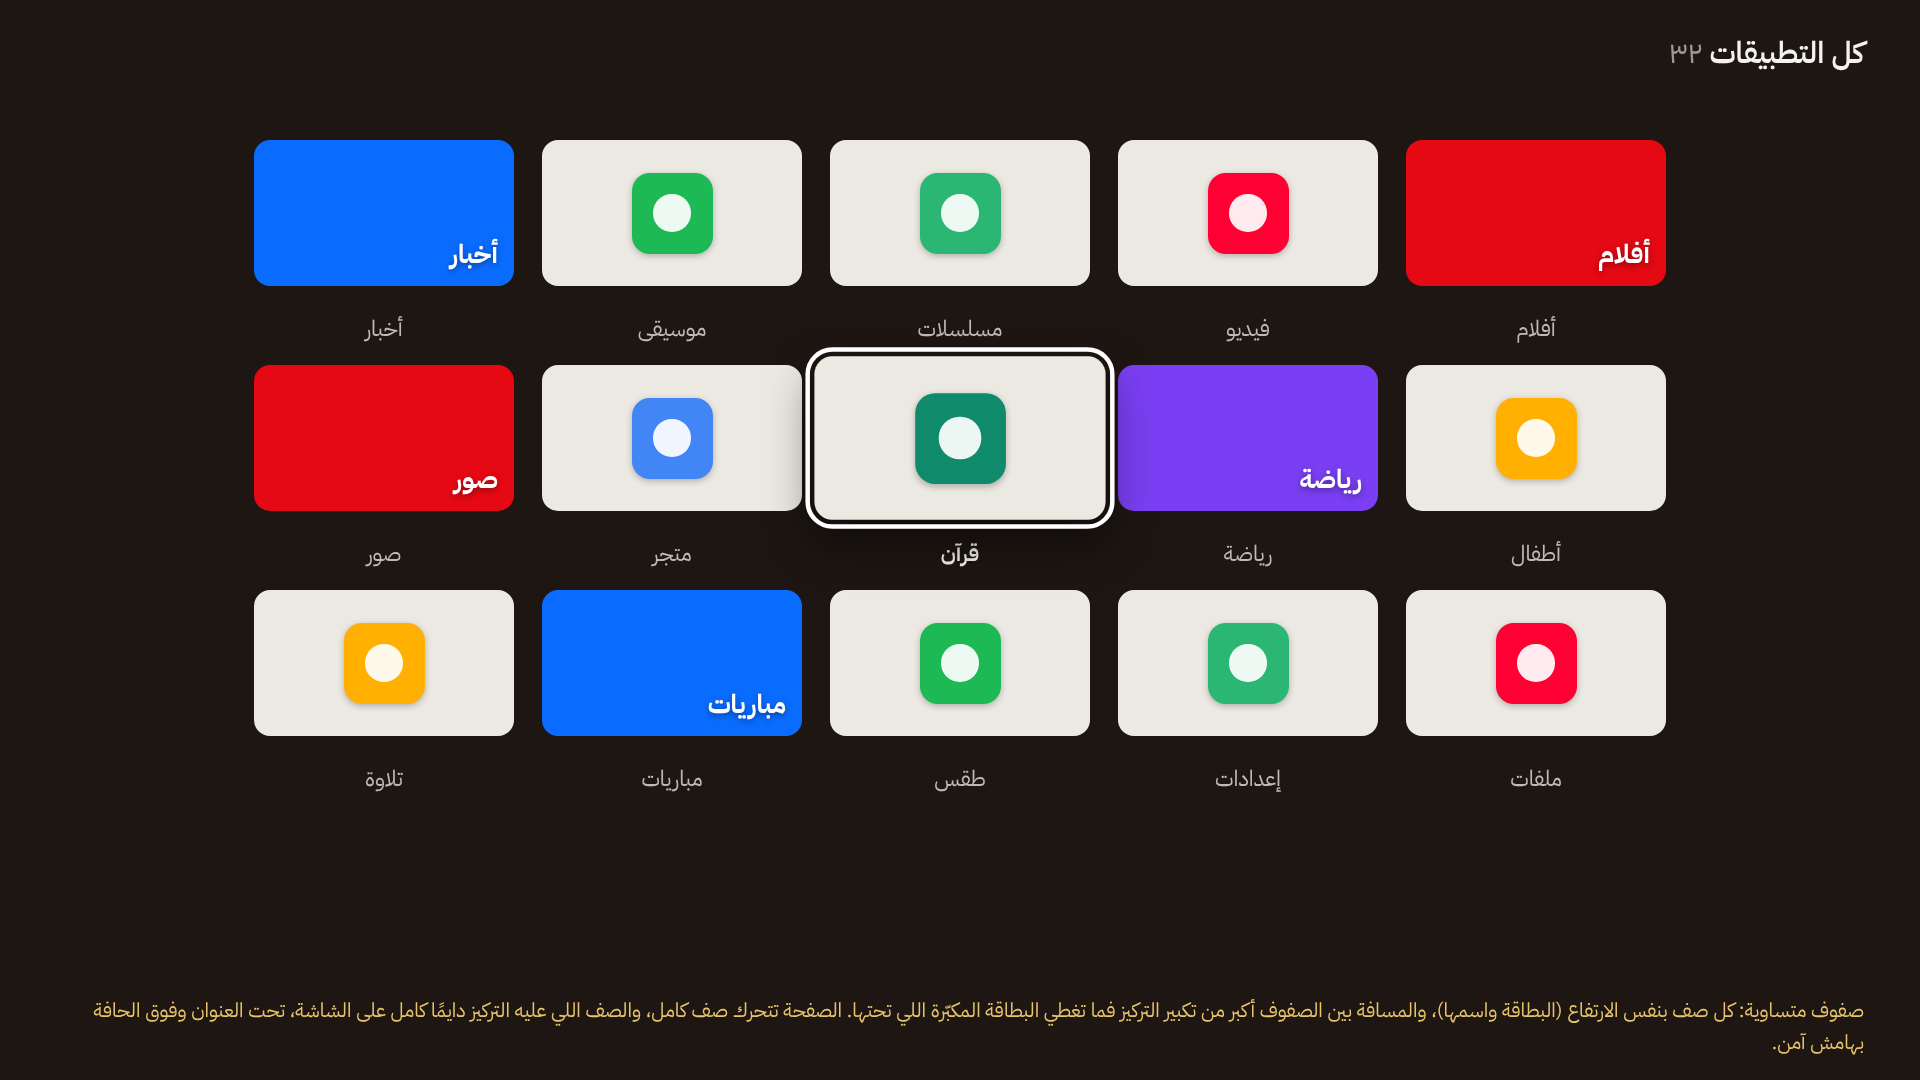 كل التطبيقات ٣٢
أفلام
أخبار
أفلام
فيديو
مسلسلات
موسيقى
أخبار
رياضة
صور
أطفال
رياضة
قرآن
متجر
صور
مباريات
ملفات
إعدادات
طقس
مباريات
تلاوة
صفوف متساوية: كل صف بنفس الارتفاع (البطاقة واسمها)، والمسافة بين الصفوف أكبر من تكبير التركيز فما تغطي البطاقة المكبّرة اللي تحتها. الصفحة تتحرك صف كامل، والصف اللي عليه التركيز دايمًا كامل على الشاشة، تحت العنوان وفوق الحافة
بهامش آمن.